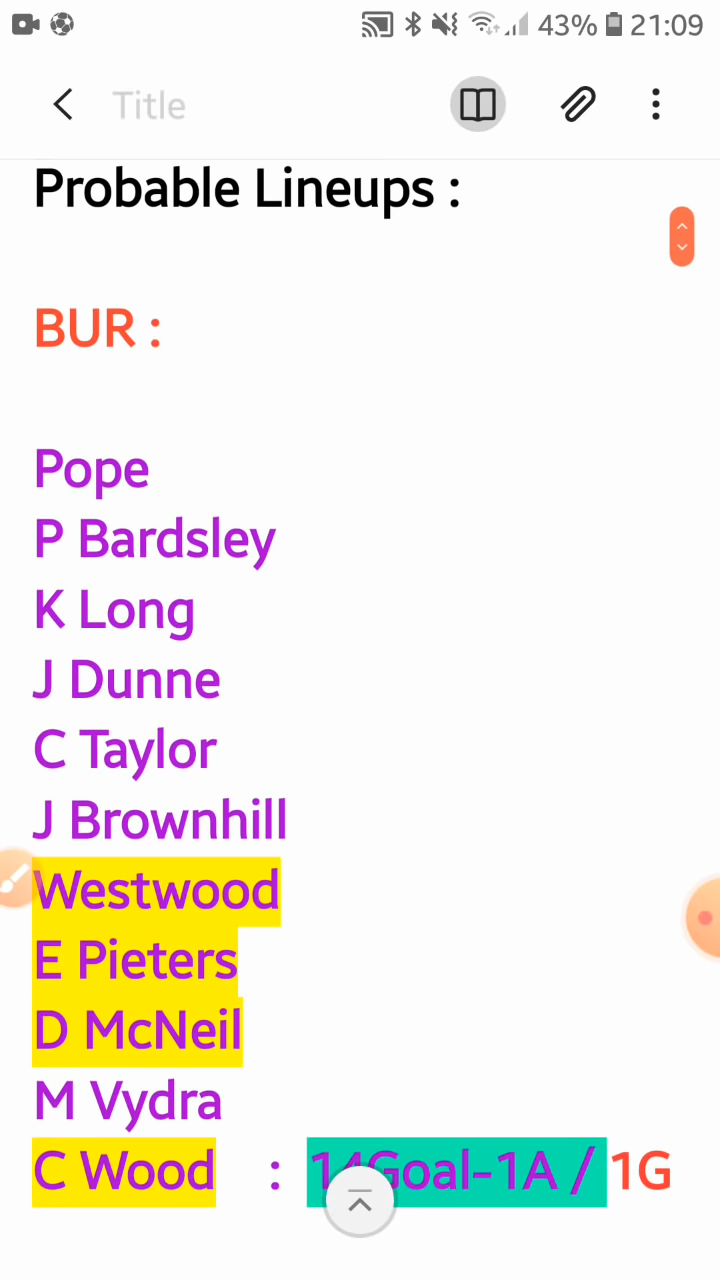 43% 21:09
Title
Probable Lineups :
BUR :
Pope
P Bardsley
K Long
J Dunne
C Taylor
J Brownhill
Westwood
E Pieters
D McNeil
M Vydra
C Wood : 14Goal-1A / 1G